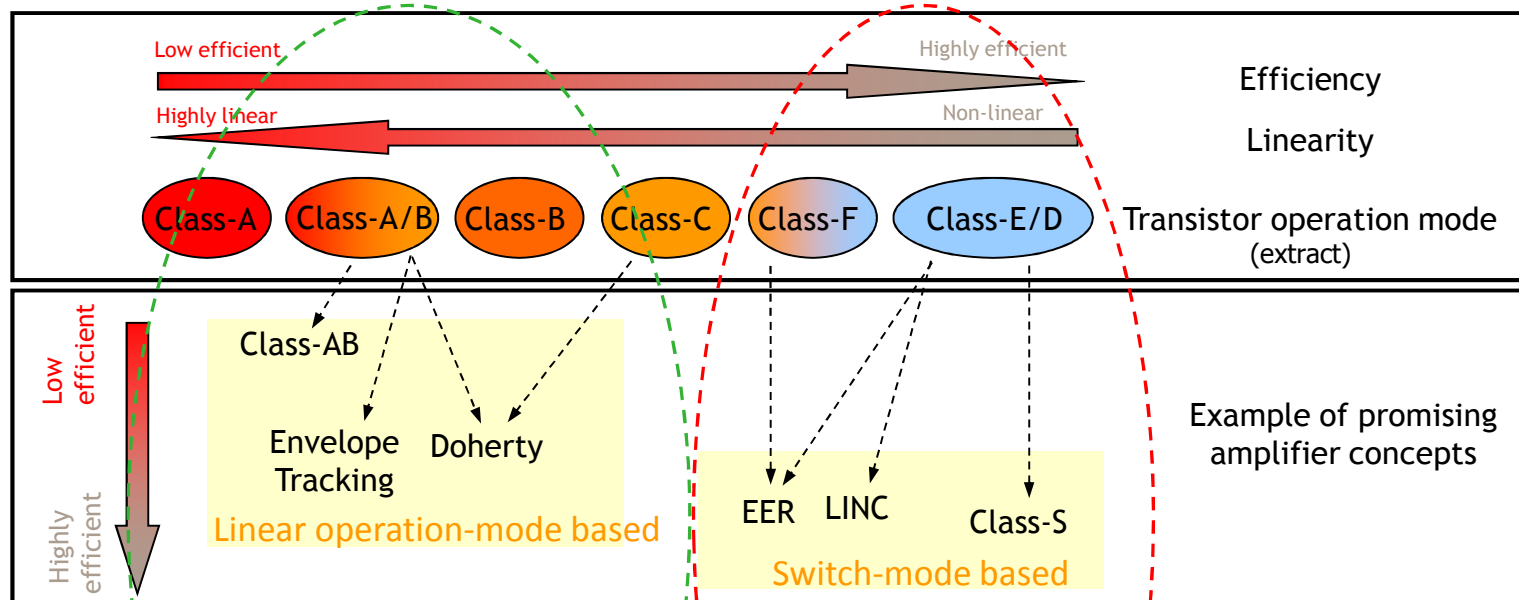 Low efficient
Highly efficient
Efficiency
Highly linear
Non-linear
Linearity
Class-A
Class-A/B
Class-B
Class-C
Class-F
Class-E/D
Transistor operation mode
(extract)
Low
efficient
Highly
efficient
Class-AB
Envelope
Tracking
Doherty
Linear operation-mode based
EER
LINC
Class-S
Switch-mode based
Example of promising
amplifier concepts